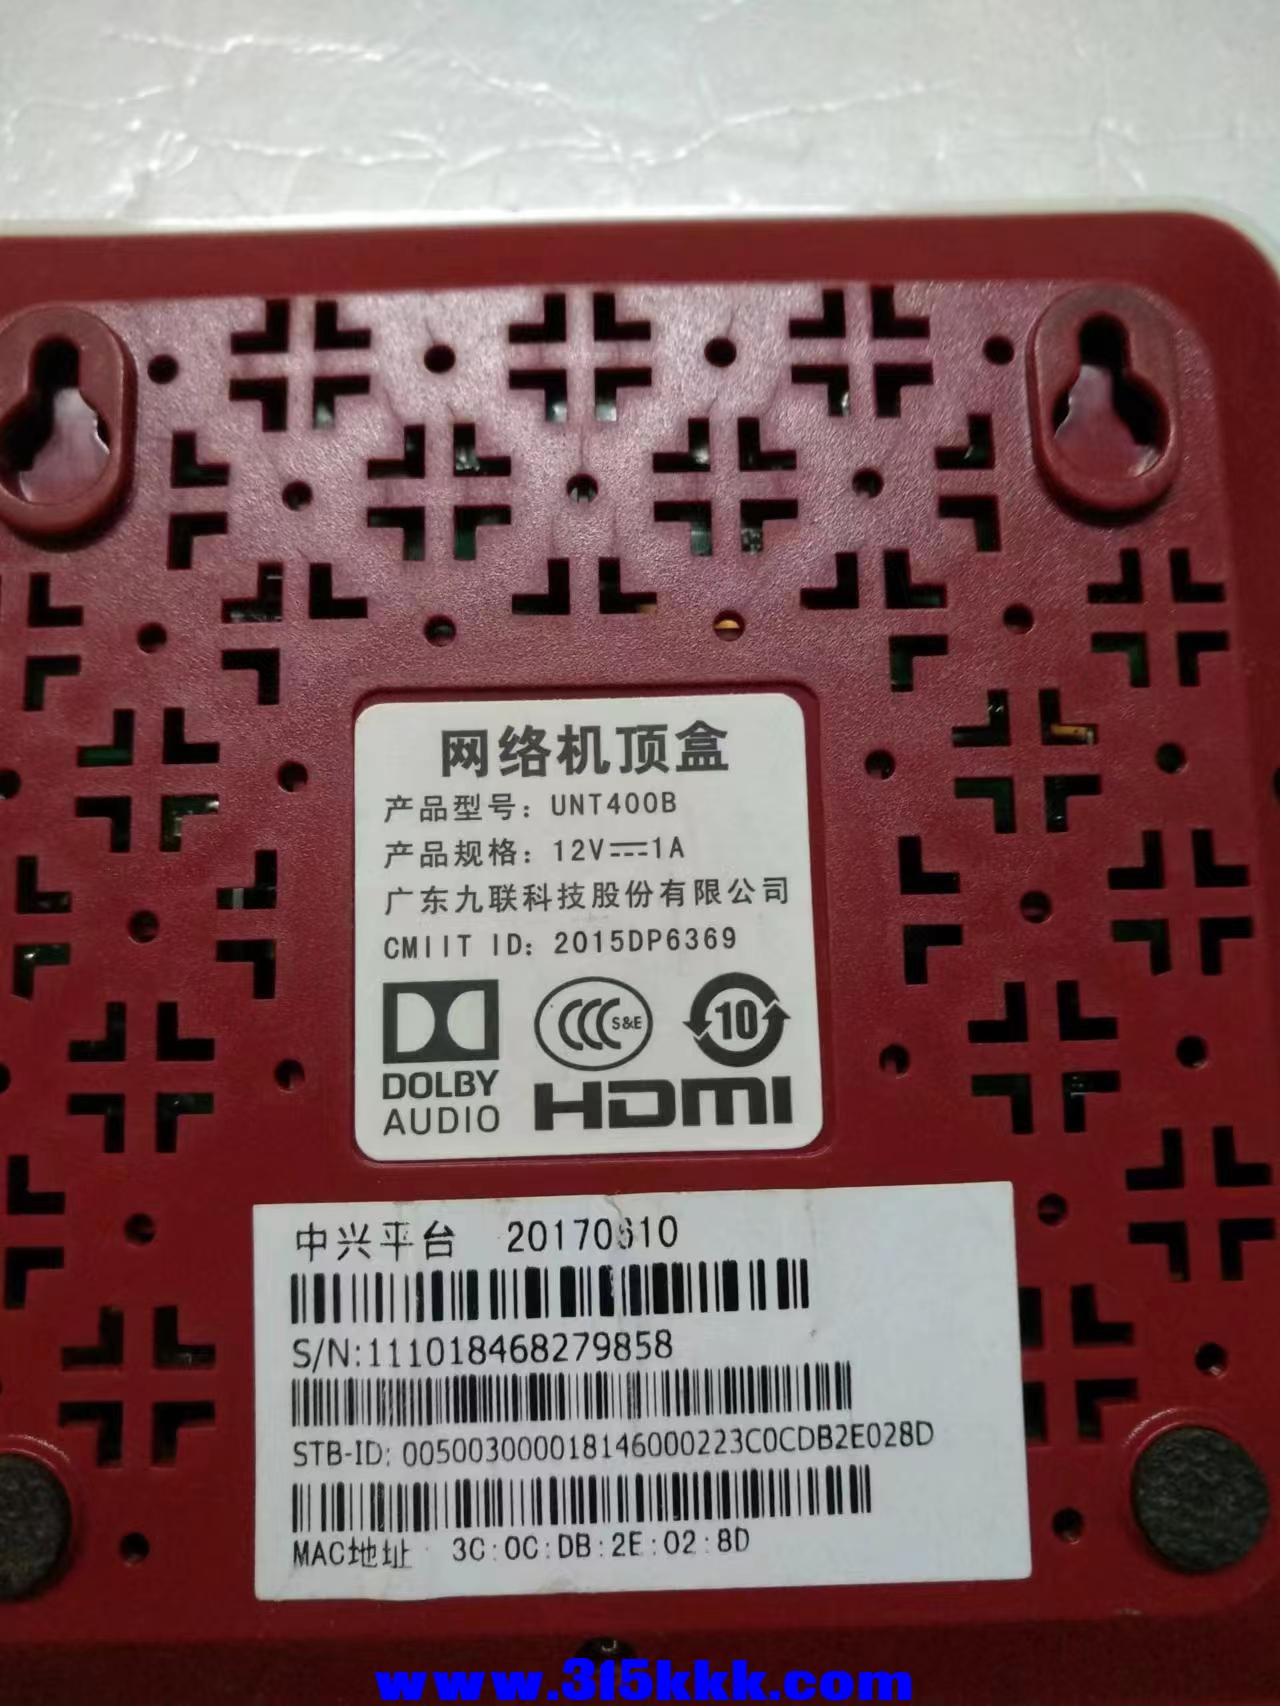 网络机顶盒
产品型号：UNT400B
产品规格：12V⎓1A
广东九联科技股份有限公司
CMIIT ID：2015DP6369
DOLBY
AUDIO
CCC S&E
10
HDMI
中兴平台 20170610
S/N:111018468279858
STB-ID: 005003000018146000223C0CDB2E028D
MAC地址 3C:0C:DB:2E:02:8D
www.315kkk.com